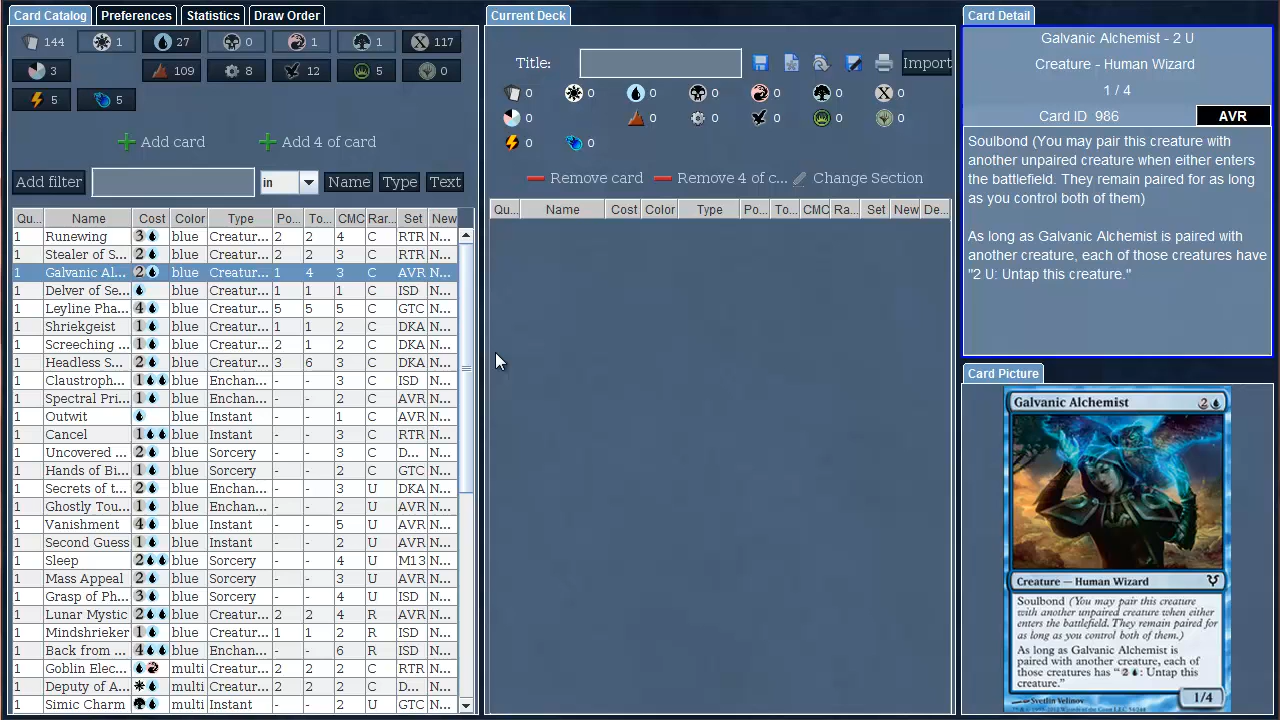 Card Catalog Preferences Statistics Draw Order
144 1 27 0 1 1 117
3 109 8 12 5 0
5 5
Add card Add 4 of card
Add filter in Name Type Text
Qu... Name Cost Color Type Po... To... CMC Rar... Set New
1 Runewing 3 blue Creatur... 2 2 4 C RTR N...
1 Stealer of S... 2 blue Creatur... 2 2 3 C RTR N...
1 Galvanic Al... 2 blue Creatur... 1 4 3 C AVR N...
1 Delver of Se... blue Creatur... 1 1 1 C ISD N...
1 Leyline Pha... 4 blue Creatur... 5 5 5 C GTC N...
1 Shriekgeist 1 blue Creatur... 1 1 2 C DKA N...
1 Screeching ... 1 blue Creatur... 2 1 2 C DKA N...
1 Headless S... 2 blue Creatur... 3 6 3 C DKA N...
1 Claustroph... 1 blue Enchan... - - 3 C ISD N...
1 Spectral Pri... 1 blue Enchan... - - 2 C AVR N...
1 Outwit blue Instant - - 1 C AVR N...
1 Cancel 1 blue Instant - - 3 C RTR N...
1 Uncovered ... 2 blue Sorcery - - 3 C D... N...
1 Hands of Bi... 1 blue Sorcery - - 2 C GTC N...
1 Secrets of t... 2 blue Enchan... - - 3 U DKA N...
1 Ghostly Tou... 1 blue Enchan... - - 2 U AVR N...
1 Vanishment 4 blue Instant - - 5 U AVR N...
1 Second Guess 1 blue Instant - - 2 U AVR N...
1 Sleep 2 blue Sorcery - - 4 U M13 N...
1 Mass Appeal 2 blue Sorcery - - 3 U AVR N...
1 Grasp of Ph... 3 blue Sorcery - - 4 U ISD N...
1 Lunar Mystic 2 blue Creatur... 2 2 4 R AVR N...
1 Mindshrieker 1 blue Creatur... 1 1 2 R ISD N...
1 Back from ... 4 blue Enchan... - - 6 R ISD N...
1 Goblin Elec... multi Creatur... 2 2 2 C RTR N...
1 Deputy of A... multi Creatur... 2 2 2 C D... N...
1 Simic Charm multi Instant - - 2 U GTC N...
Current Deck
Title: Import
0 0 0 0 0 0 X 0
0 0 0 0 0 0
0 0
Remove card Remove 4 of c... Change Section
Qu... Name Cost Color Type Po... To... CMC Ra... Set New De...
Card Detail
Galvanic Alchemist - 2 U
Creature - Human Wizard
1 / 4
Card ID 986 AVR
Soulbond (You may pair this creature with
another unpaired creature when either enters
the battlefield. They remain paired for as long
as you control both of them)
As long as Galvanic Alchemist is paired with
another creature, each of those creatures have
"2 U: Untap this creature."
Card Picture
Galvanic Alchemist 2
Creature — Human Wizard
Soulbond (You may pair this creature
with another unpaired creature when either
enters the battlefield. They remain paired for
as long as you control both of them.)
As long as Galvanic Alchemist is
paired with another creature, each of
those creatures has “2 : Untap this
creature.”
1/4
Svetlin Velinov